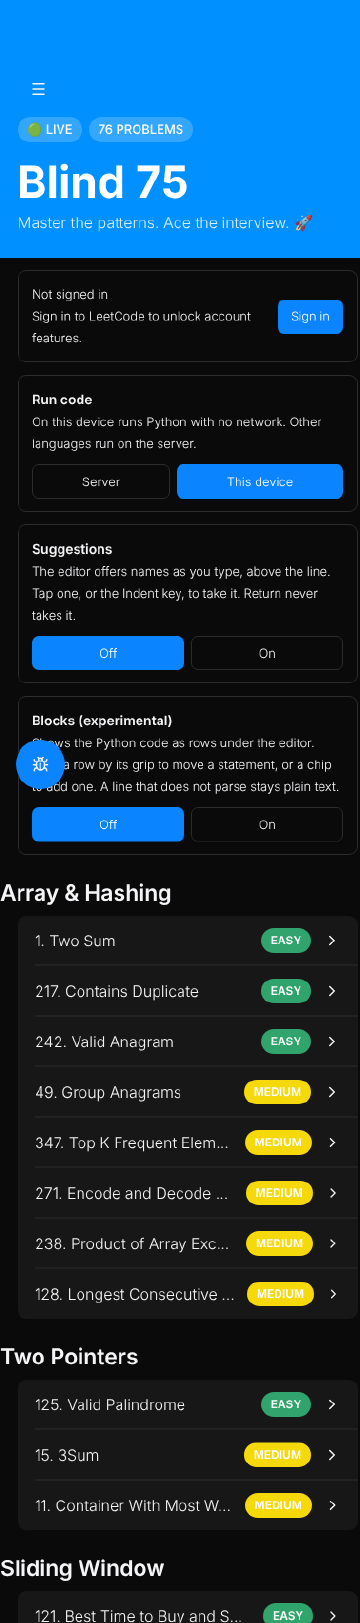 LIVE
76 PROBLEMS
Blind 75
Master the patterns. Ace the interview. 🚀
Not signed in
Sign in to LeetCode to unlock account
features.
Sign in
Run code
On this device runs Python with no network. Other
languages run on the server.
Server
This device
Suggestions
The editor offers names as you type, above the line.
Tap one, or the Indent key, to take it. Return never
takes it.
Off
On
Blocks (experimental)
the Python code as rows under the editor.
a row by its grip to move a statement, or a chip
add one. A line that does not parse stays plain text.
Off
On
Array & Hashing
1. Two Sum
EASY
217. Contains Duplicate
EASY
242. Valid Anagram
EASY
49. Group Anagrams
MEDIUM
347. Top K Frequent Elem...
MEDIUM
271. Encode and Decode ...
MEDIUM
238. Product of Array Exc...
MEDIUM
128. Longest Consecutive ...
MEDIUM
Two Pointers
125. Valid Palindrome
EASY
15. 3Sum
MEDIUM
11. Container With Most W...
MEDIUM
Sliding Window
121. Best Time to Buy and S...
EASY